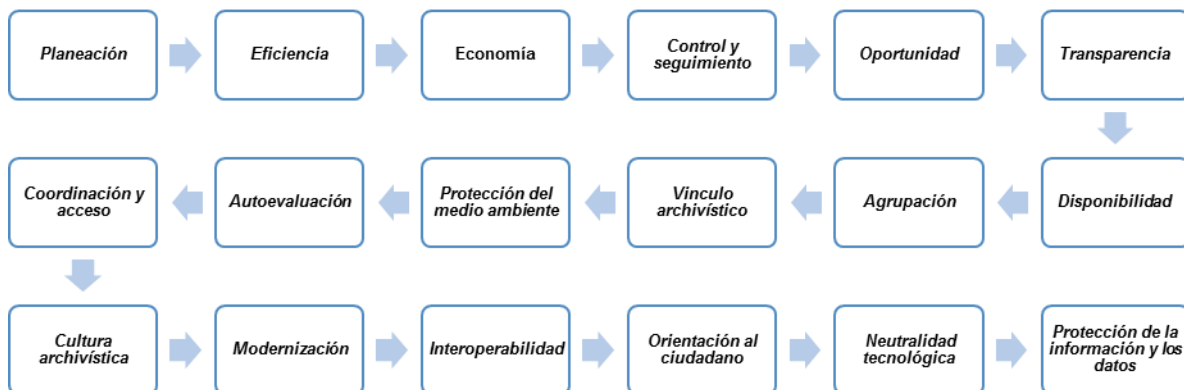 Planeación
Eficiencia
Economía
Control y
seguimiento
Oportunidad
Transparencia
Disponibilidad
Agrupación
Vinculo
archivístico
Protección del
medio ambiente
Autoevaluación
Coordinación y
acceso
Cultura
archivística
Modernización
Interoperabilidad
Orientación al
ciudadano
Neutralidad
tecnológica
Protección de la
información y los
datos